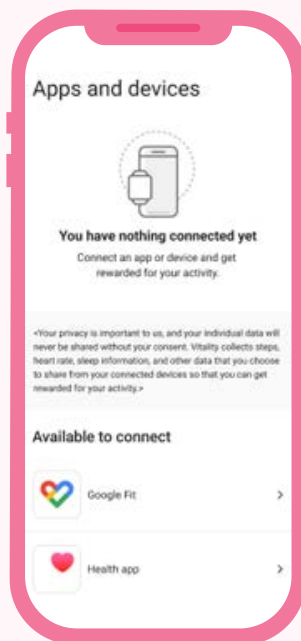 Apps and devices
You have nothing connected yet
Connect an app or device and get
rewarded for your activity.
<Your privacy is important to us, and your individual data will
never be shared without your consent. Vitality collects steps,
heart rate, sleep information, and other data that you choose
to share from your connected devices so that you can get
rewarded for your activity.>
Available to connect
Google Fit
Health app